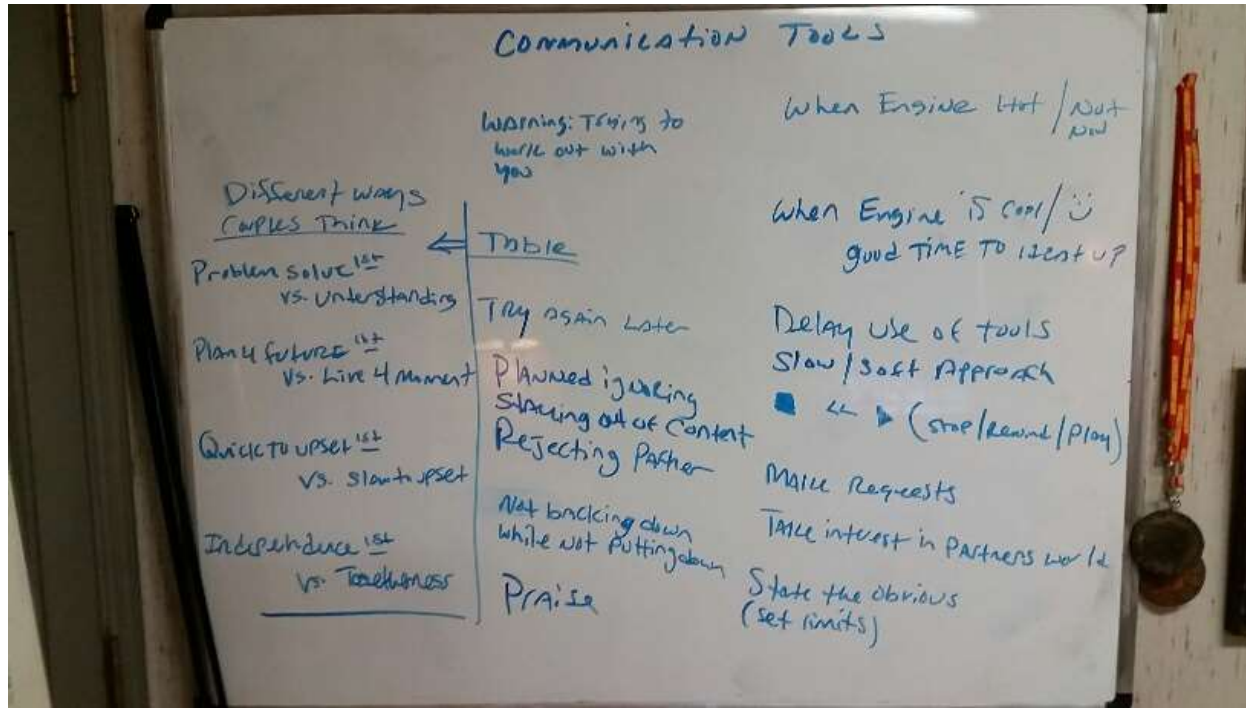 Communication Tools
Different ways
Couples Think
Problem solve 1st
vs. Understanding
Plan 4 future 1st
vs. Live 4 moment
Quick to upset 1st
vs. Slow to upset
Independence 1st
vs. Togetherness
Warning: Trying to
work out with
you
Table
Try again Later
Planned ignoring
Staying out of Content
Rejecting Partner
Not backing down
while not putting down
Praise
When Engine Hot / Not
Now
When Engine is cool /
good TIME TO Heat up
Delay use of tools
Slow/soft Approach
(stop/Rewind/Play)
Make Requests
Take interest in Partners world
State the obvious
(set limits)